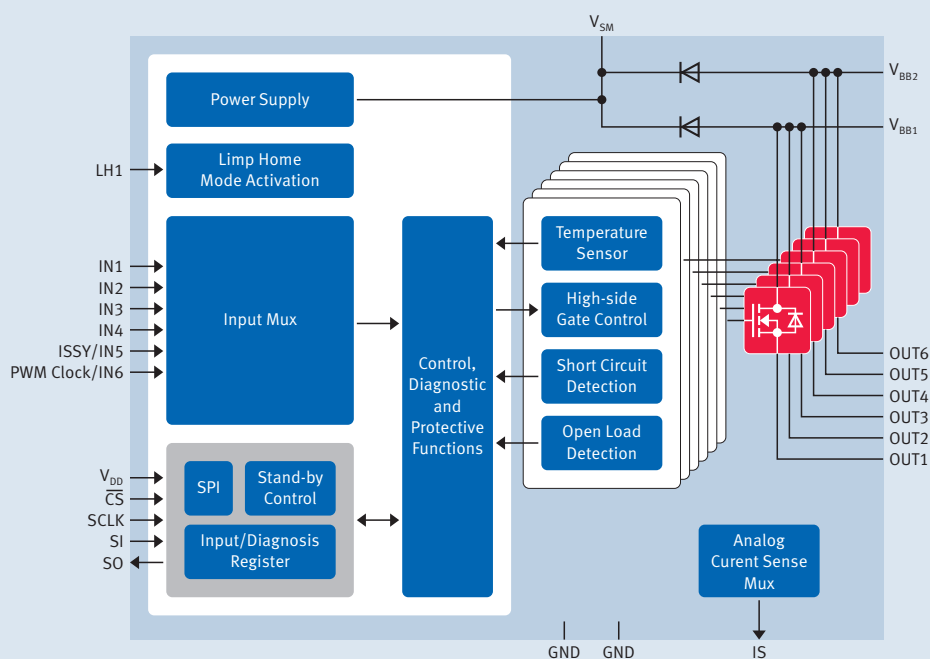 V_SM
V_BB2
V_BB1
Power Supply
LH1
Limp Home
Mode Activation
IN1
IN2
IN3
IN4
ISSY/IN5
PWM Clock/IN6
Input Mux
Control,
Diagnostic
and
Protective
Functions
Temperature
Sensor
High-side
Gate Control
Short Circuit
Detection
Open Load
Detection
OUT6
OUT5
OUT4
OUT3
OUT2
OUT1
V_DD
C̅S̅
SCLK
SI
SO
SPI
Stand-by
Control
Input/Diagnosis
Register
Analog
Curent Sense
Mux
GND
GND
IS